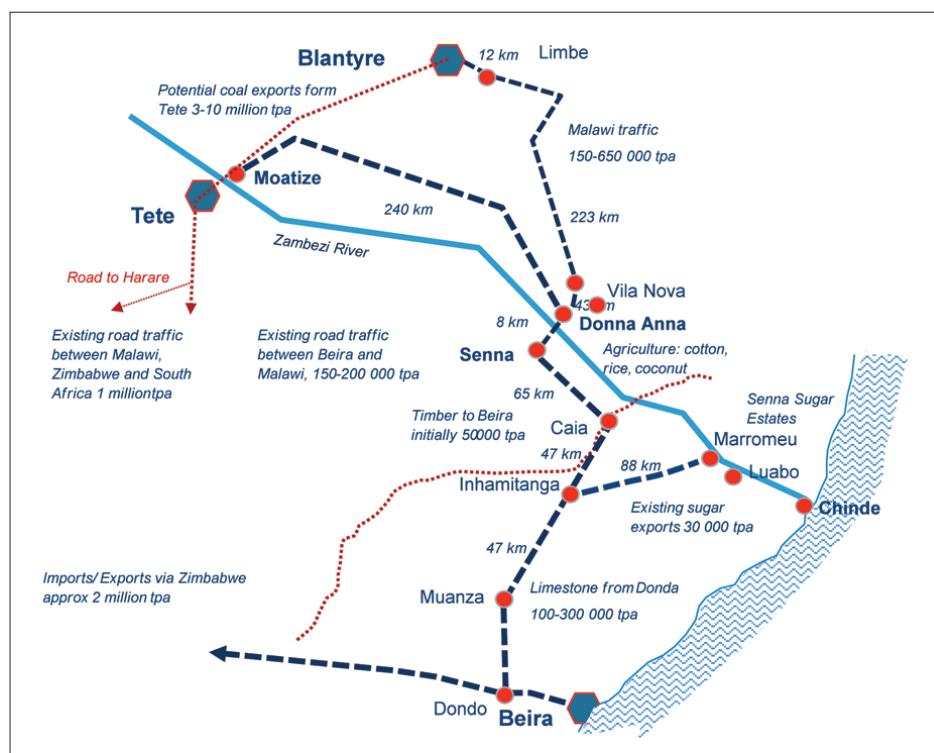 Blantyre
12 km
Limbe
Potential coal exports form
Tete 3-10 million tpa
Malawi traffic
150-650 000 tpa
Moatize
Tete
240 km
223 km
Zambezi River
Road to Harare
Vila Nova
43 km
Donna Anna
8 km
Existing road traffic
between Malawi,
Zimbabwe and South
Africa 1 milliontpa
Existing road traffic
between Beira and
Malawi, 150-200 000 tpa
Senna
Agriculture: cotton,
rice, coconut
65 km
Timber to Beira
initially 50000 tpa
Caia
Senna Sugar
Estates
Marromeu
47 km
88 km
Luabo
Inhamitanga
Chinde
Existing sugar
exports 30 000 tpa
47 km
Imports/ Exports via Zimbabwe
approx 2 million tpa
Muanza
Limestone from Donda
100-300 000 tpa
Dondo
Beira